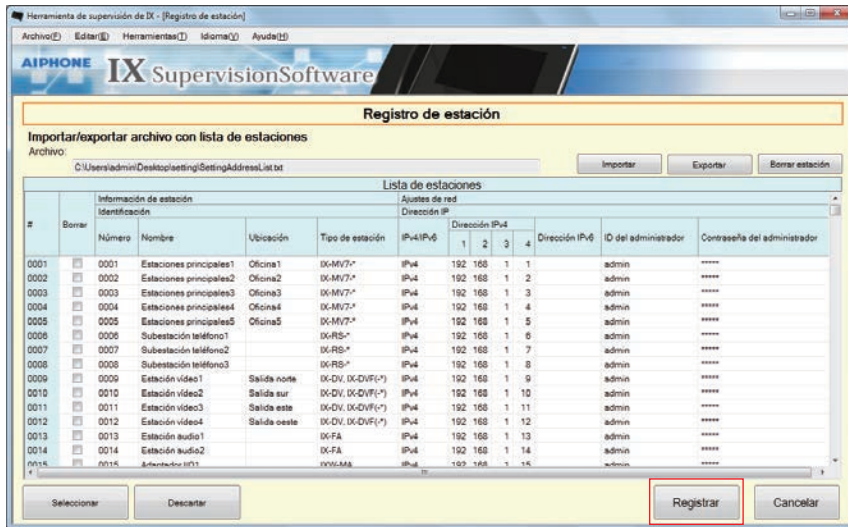 Herramienta de supervisión de IX - [Registro de estación]
Archivo(F) Editar(E) Herramientas(T) Idioma(V) Ayuda(H)
AIPHONE IX SupervisionSoftware
Registro de estación
Importar/exportar archivo con lista de estaciones
Archivo:
C:\Users\admin\Desktop\setting\SettingAddressList.txt Importar Exportar Borrar estación
Lista de estaciones
Información de estación Ajustes de red
Identificación Dirección IP
# Borrar Número Nombre Ubicación Tipo de estación IPv4/IPv6 Dirección IPv4 Dirección IPv6 ID del administrador Contraseña del administrador
1 2 3 4
0001 0001 Estaciones principales1 Oficina1 IX-MV7-* IPv4 192 168 1 1 admin *****
0002 0002 Estaciones principales2 Oficina2 IX-MV7-* IPv4 192 168 1 2 admin *****
0003 0003 Estaciones principales3 Oficina3 IX-MV7-* IPv4 192 168 1 3 admin *****
0004 0004 Estaciones principales4 Oficina4 IX-MV7-* IPv4 192 168 1 4 admin *****
0005 0005 Estaciones principales5 Oficina5 IX-MV7-* IPv4 192 168 1 5 admin *****
0006 0006 Subestación teléfono1 IX-RS-* IPv4 192 168 1 6 admin *****
0007 0007 Subestación teléfono2 IX-RS-* IPv4 192 168 1 7 admin *****
0008 0008 Subestación teléfono3 IX-RS-* IPv4 192 168 1 8 admin *****
0009 0009 Estación vídeo1 Salida norte IX-DV, IX-DVF(-*) IPv4 192 168 1 9 admin *****
0010 0010 Estación vídeo2 Salida sur IX-DV, IX-DVF(-*) IPv4 192 168 1 10 admin *****
0011 0011 Estación vídeo3 Salida este IX-DV, IX-DVF(-*) IPv4 192 168 1 11 admin *****
0012 0012 Estación vídeo4 Salida oeste IX-DV, IX-DVF(-*) IPv4 192 168 1 12 admin *****
0013 0013 Estación audio1 IX-FA IPv4 192 168 1 13 admin *****
0014 0014 Estación audio2 IX-FA IPv4 192 168 1 14 admin *****
0015 0015 Adaptador I/O1 IXW-MA IPv4 192 168 1 15 admin *****
Seleccionar Descartar Registrar Cancelar